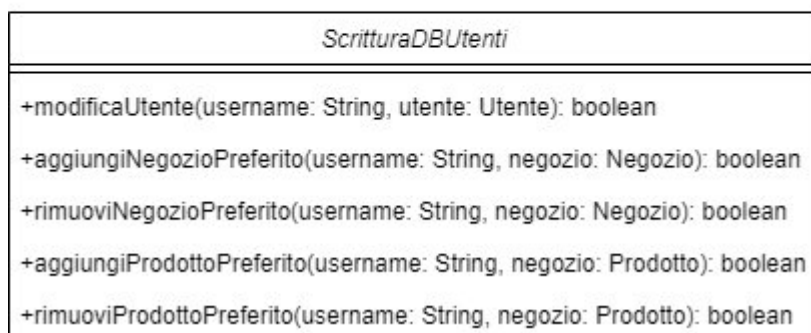 ScritturaDBUtenti
+modificaUtente(username: String, utente: Utente): boolean
+aggiungiNegozioPreferito(username: String, negozio: Negozio): boolean
+rimuoviNegozioPreferito(username: String, negozio: Negozio): boolean
+aggiungiProdottoPreferito(username: String, negozio: Prodotto): boolean
+rimuoviProdottoPreferito(username: String, negozio: Prodotto): boolean